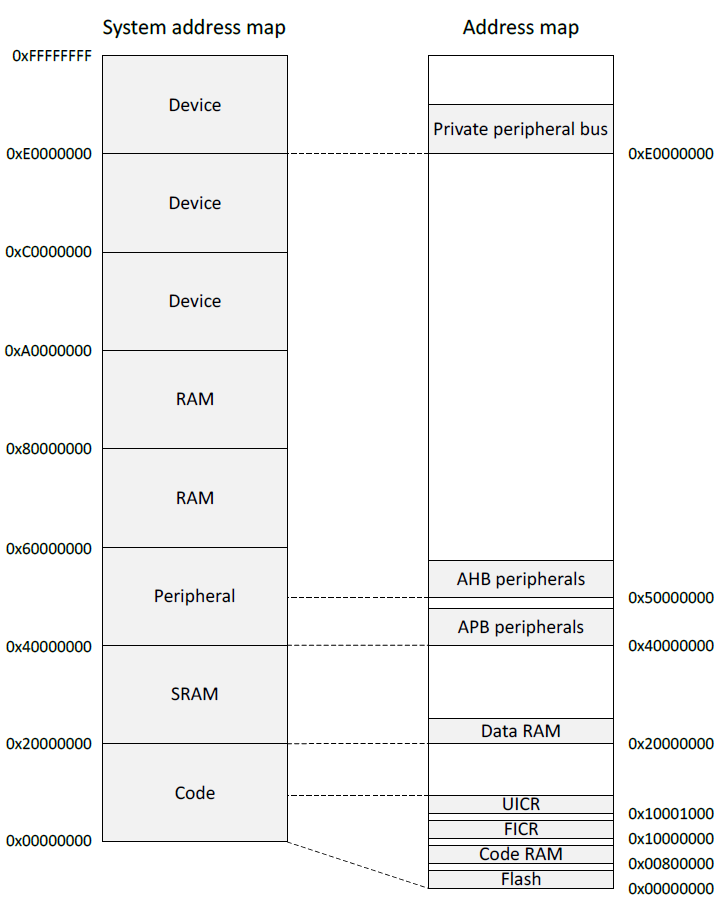 System address map
Address map
0xFFFFFFFF
Device
Private peripheral bus
0xE0000000
0xE0000000
Device
0xC0000000
Device
0xA0000000
RAM
0x80000000
RAM
0x60000000
AHB peripherals
Peripheral
0x50000000
APB peripherals
0x40000000
0x40000000
SRAM
Data RAM
0x20000000
0x20000000
Code
UICR
0x10001000
FICR
0x00000000
0x10000000
Code RAM
0x00800000
Flash
0x00000000